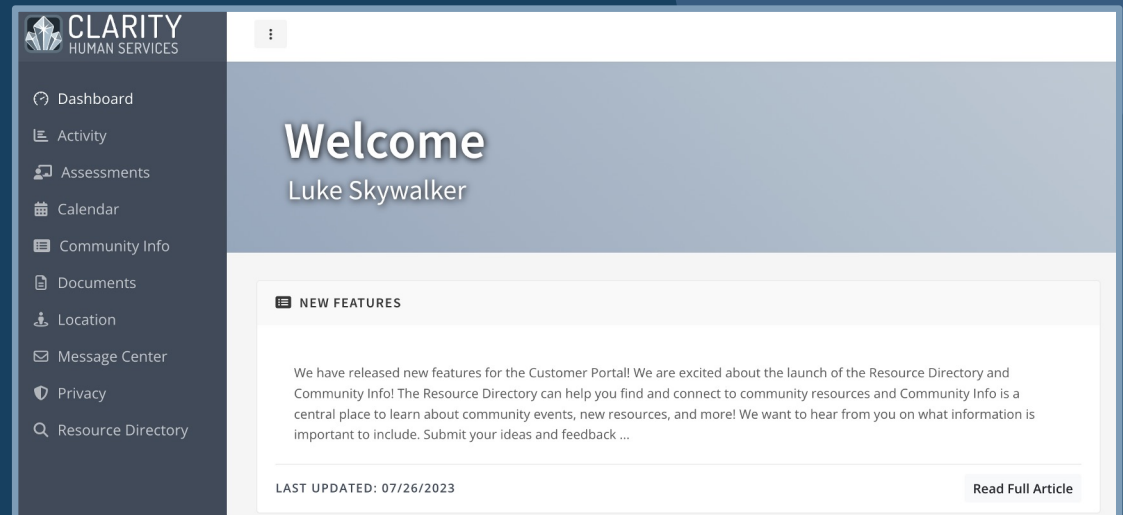 CLARITY
HUMAN SERVICES
Dashboard
Activity
Assessments
Calendar
Community Info
Documents
Location
Message Center
Privacy
Resource Directory
Welcome
Luke Skywalker
NEW FEATURES
We have released new features for the Customer Portal! We are excited about the launch of the Resource Directory and
Community Info! The Resource Directory can help you find and connect to community resources and Community Info is a
central place to learn about community events, new resources, and more! We want to hear from you on what information is
important to include. Submit your ideas and feedback ...
LAST UPDATED: 07/26/2023
Read Full Article